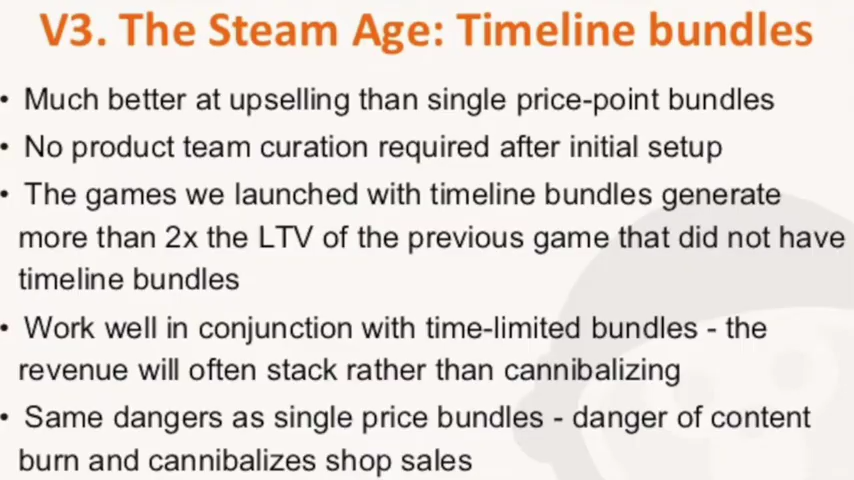 V3. The Steam Age: Timeline bundles
• Much better at upselling than single price-point bundles
• No product team curation required after initial setup
• The games we launched with timeline bundles generate
more than 2x the LTV of the previous game that did not have
timeline bundles
• Work well in conjunction with time-limited bundles - the
revenue will often stack rather than cannibalizing
• Same dangers as single price bundles - danger of content
burn and cannibalizes shop sales